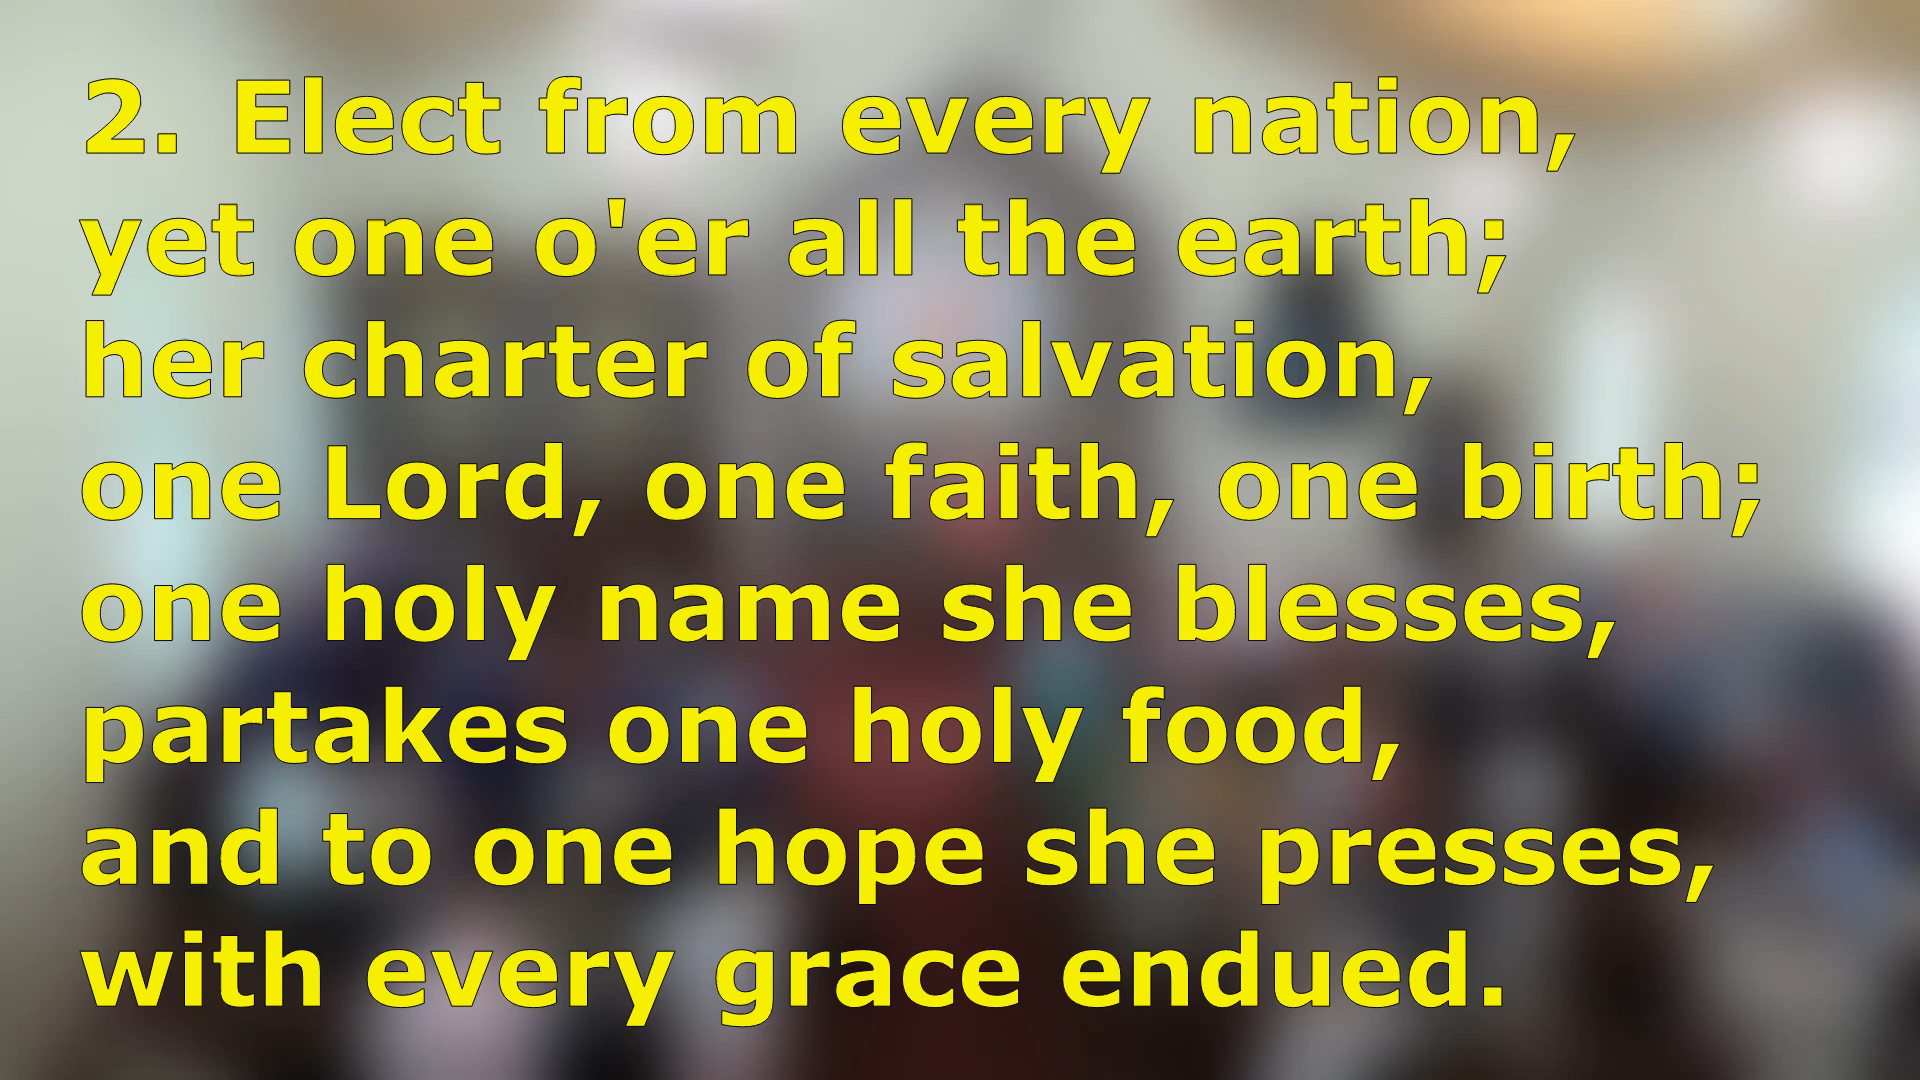 2. Elect from every nation,
yet one o'er all the earth;
her charter of salvation,
one Lord, one faith, one birth;
one holy name she blesses,
partakes one holy food,
and to one hope she presses,
with every grace endued.